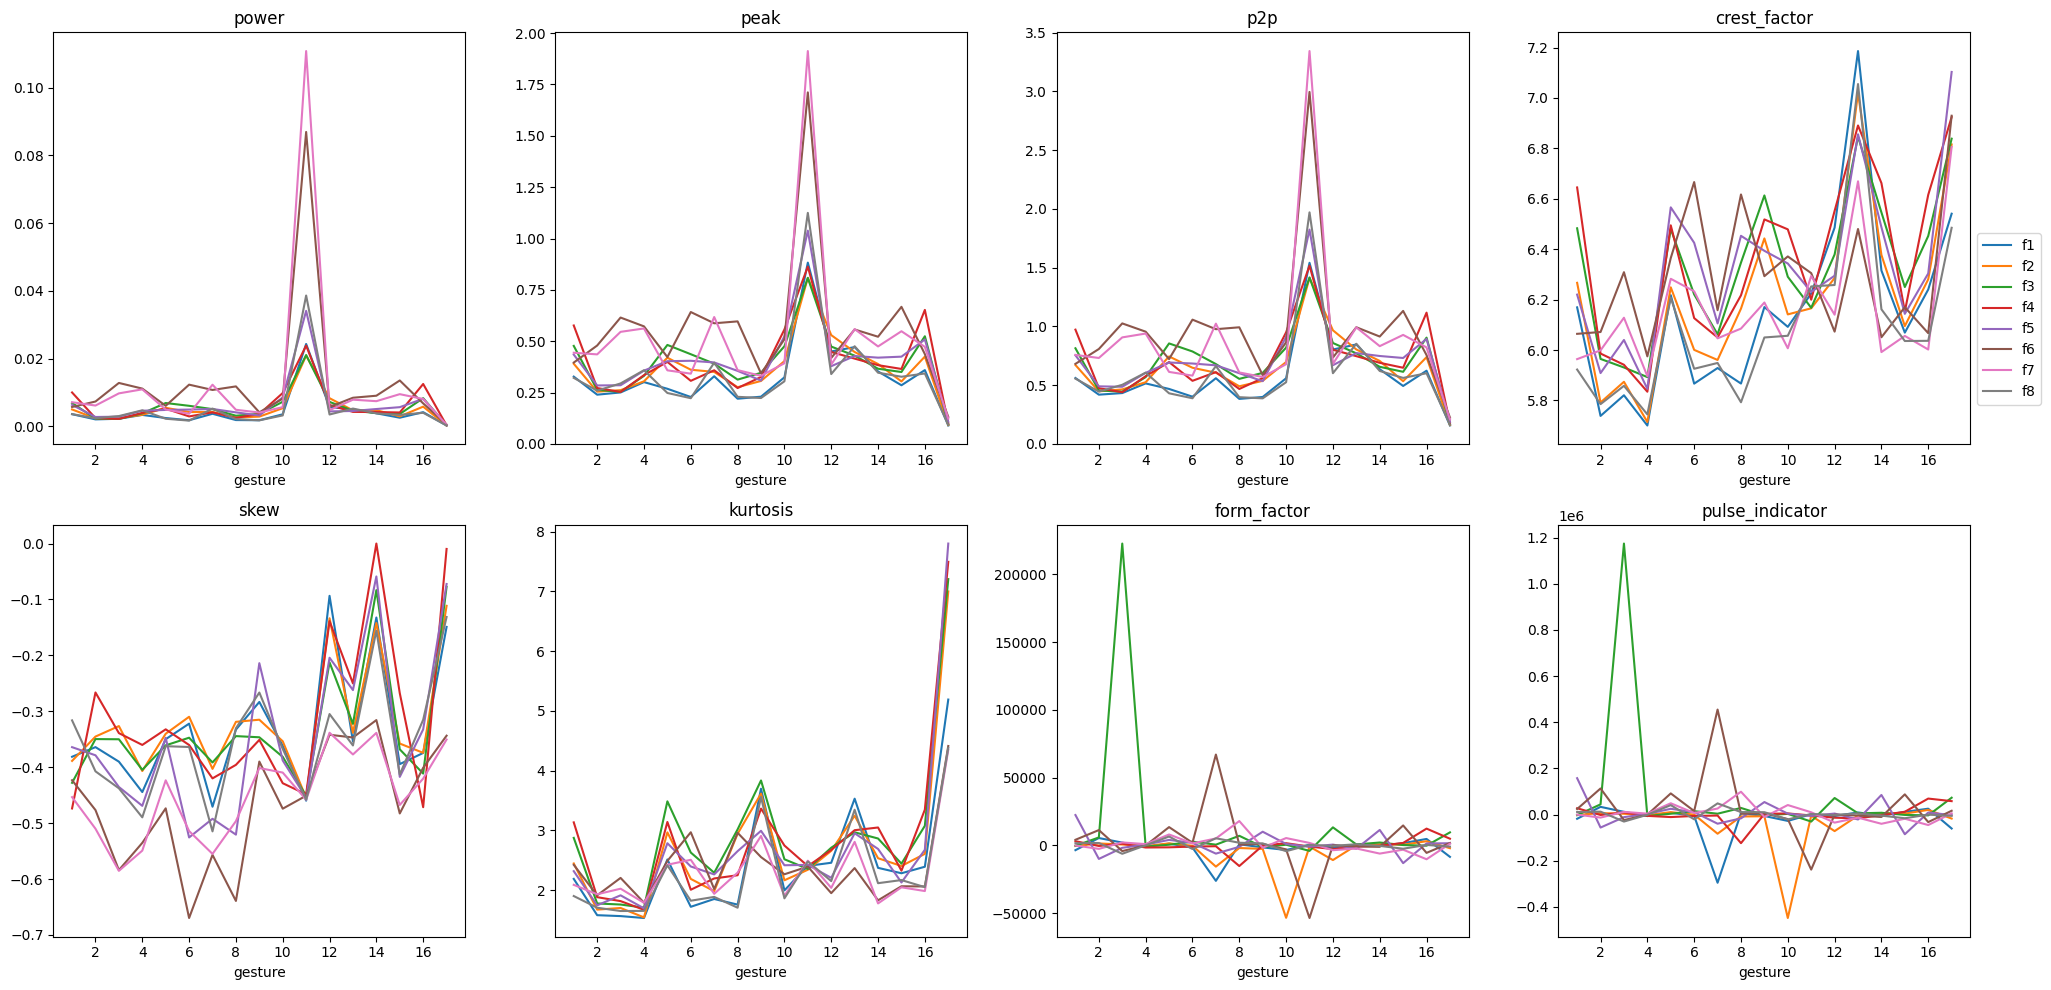 power
0.10
0.08
0.06
0.04
0.02
0.00
2 4 6 8 10 12 14 16
gesture
peak
2.00
1.75
1.50
1.25
1.00
0.75
0.50
0.25
0.00
2 4 6 8 10 12 14 16
gesture
p2p
3.5
3.0
2.5
2.0
1.5
1.0
0.5
0.0
2 4 6 8 10 12 14 16
gesture
crest_factor
7.2
7.0
6.8
6.6
6.4
6.2
6.0
5.8
2 4 6 8 10 12 14 16
gesture
f1
f2
f3
f4
f5
f6
f7
f8
skew
0.0
−0.1
−0.2
−0.3
−0.4
−0.5
−0.6
−0.7
2 4 6 8 10 12 14 16
gesture
kurtosis
8
7
6
5
4
3
2
2 4 6 8 10 12 14 16
gesture
form_factor
200000
150000
100000
50000
0
−50000
2 4 6 8 10 12 14 16
gesture
pulse_indicator
1e6
1.2
1.0
0.8
0.6
0.4
0.2
0.0
−0.2
−0.4
2 4 6 8 10 12 14 16
gesture